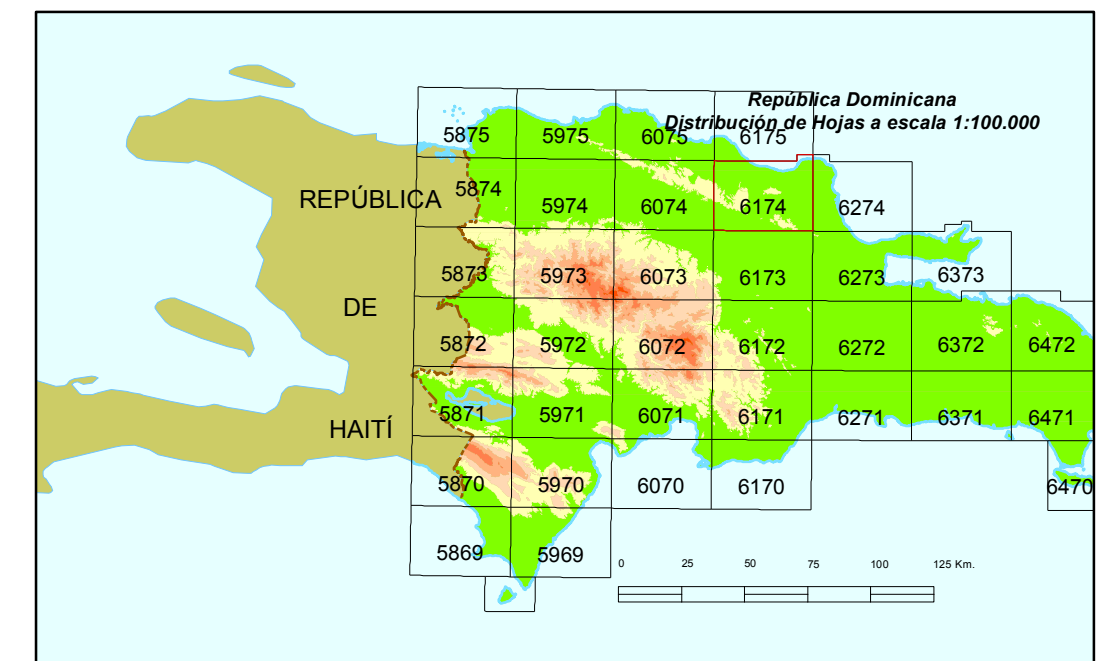 República Dominicana
Distribución de Hojas a escala 1:100.000
5875 5975 6075 6175
REPÚBLICA
5874 5974 6074 6174 6274
5873 5973 6073 6173 6273 6373
DE
5872 5972 6072 6172 6272 6372 6472
5871 5971 6071 6171 6271 6371 6471
HAITÍ
5870 5970 6070 6170 6470
5869 5969
0 25 50 75 100 125 Km.